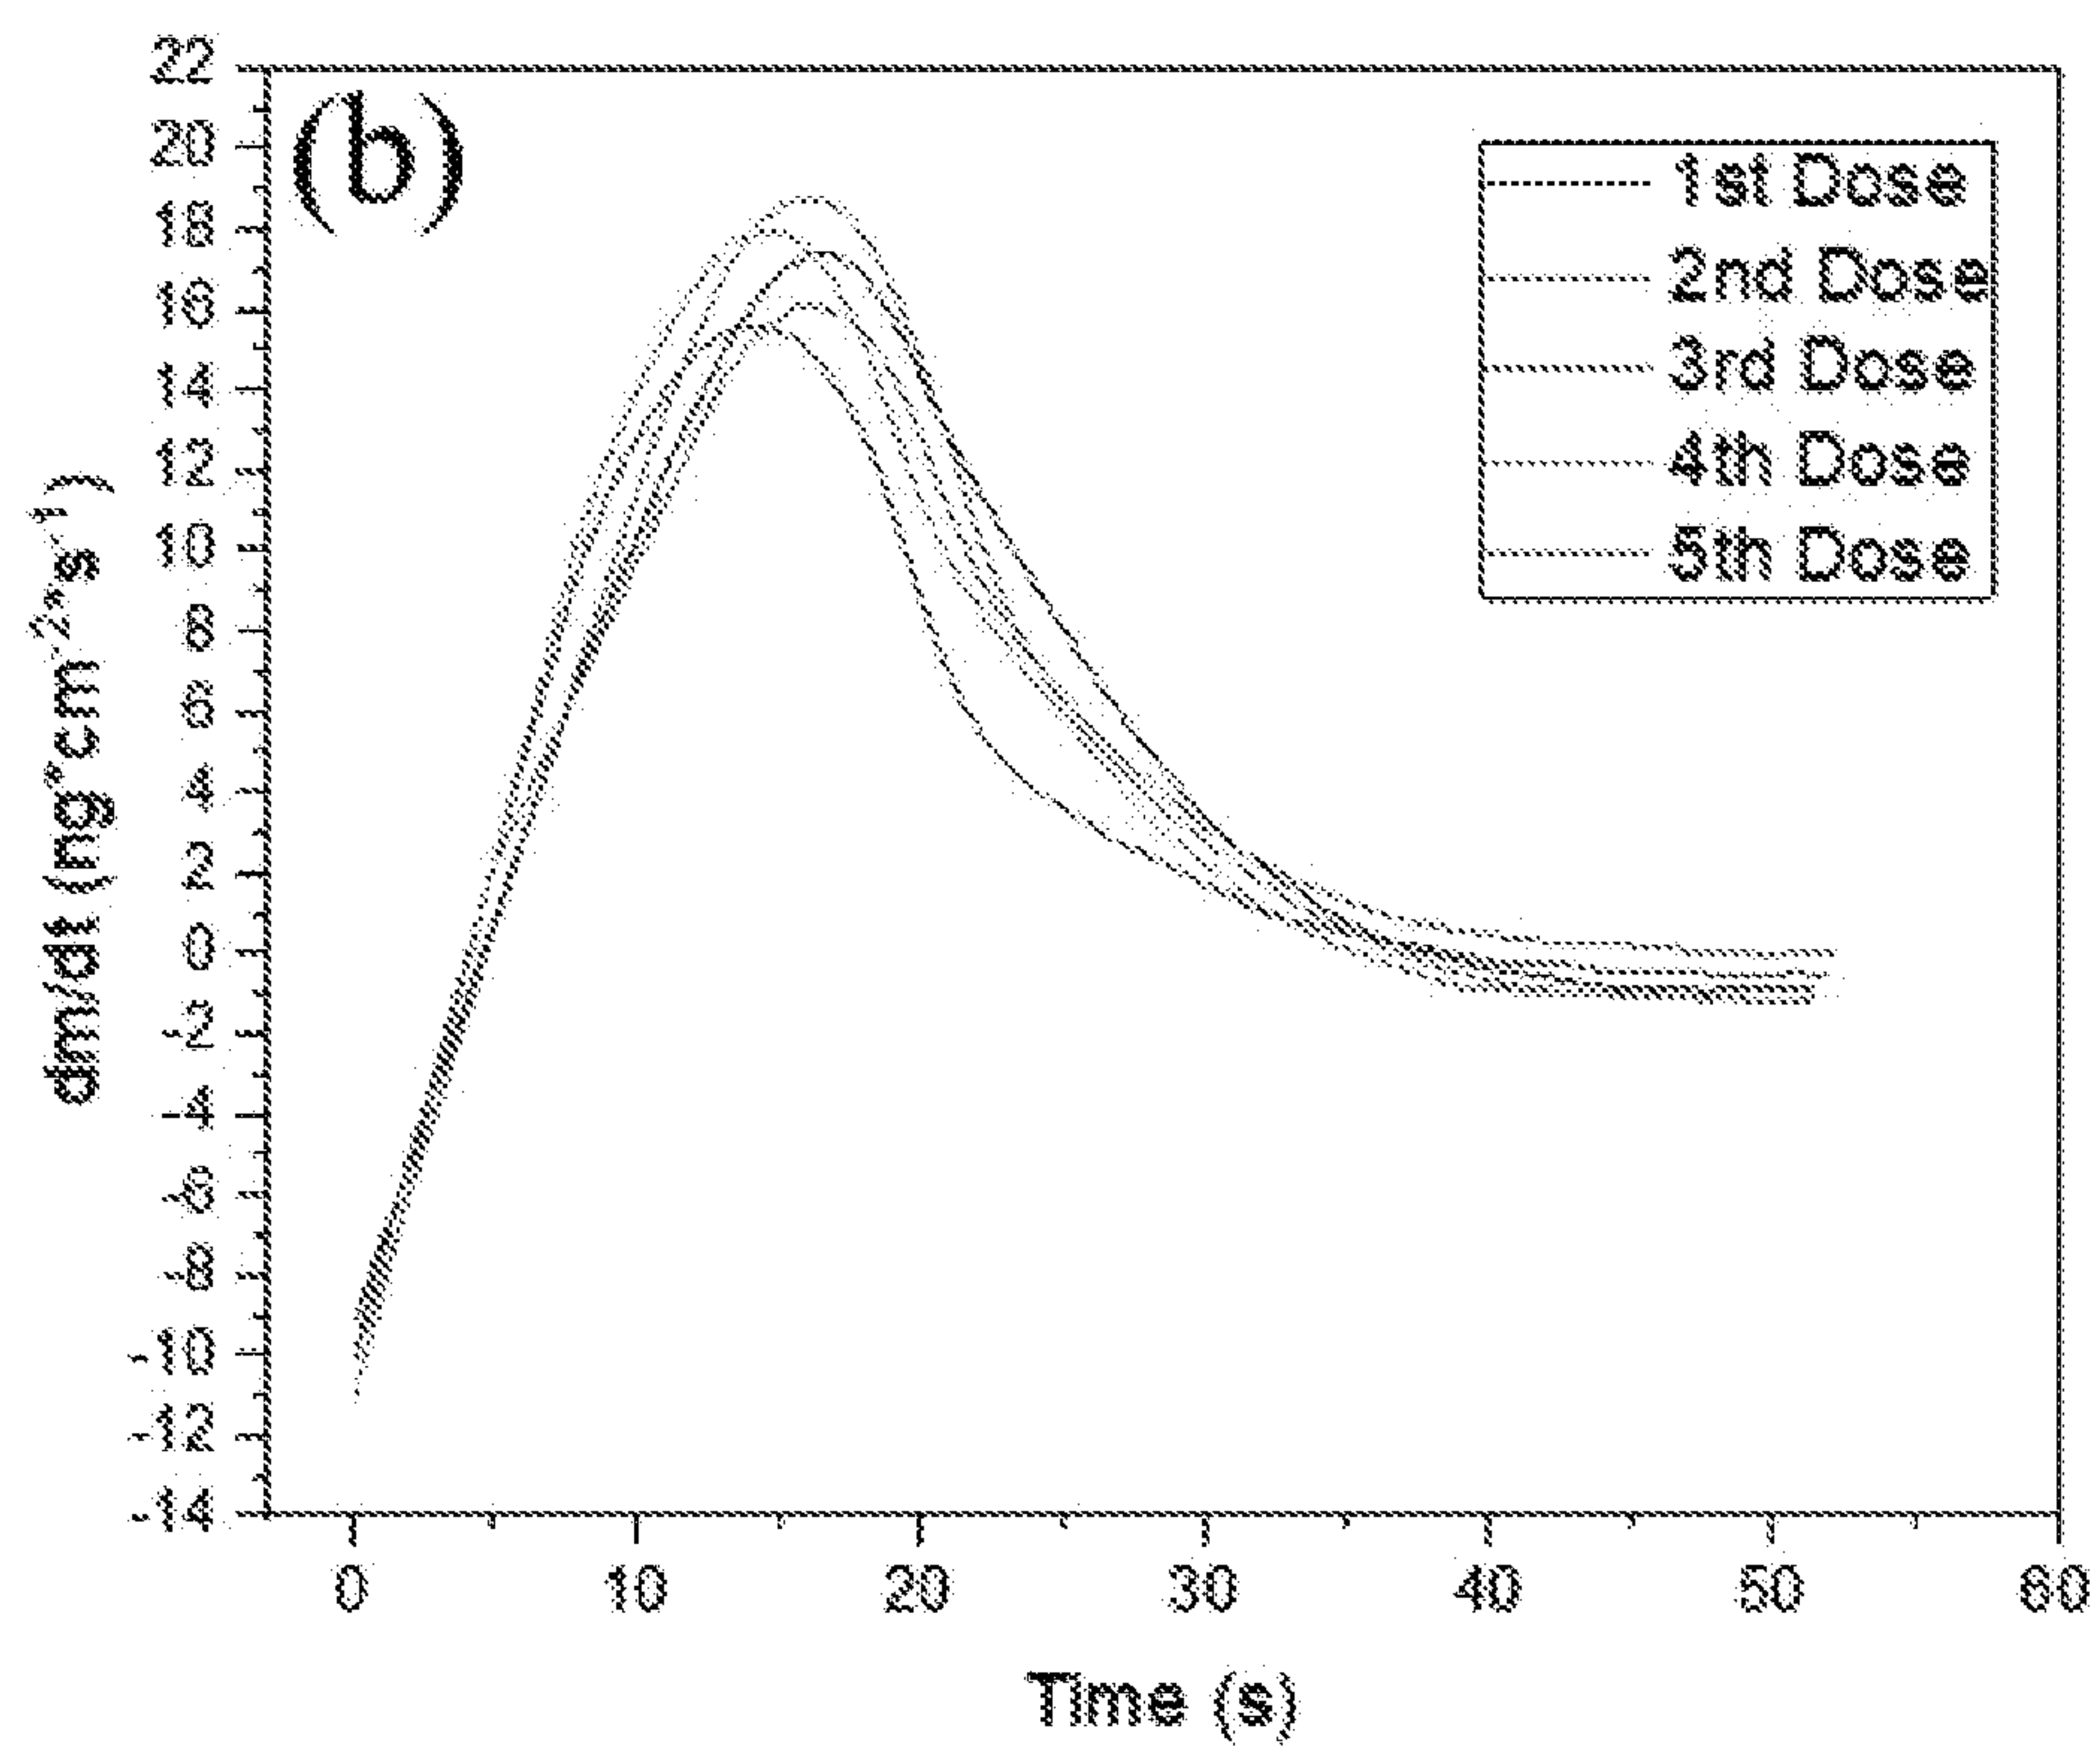 (b)
22
20
18
16
14
12
10
8
6
4
2
0
-2
-4
-6
-8
-10
-12
-14
dm/dt (ng*cm⁻²*s⁻¹)
1st Dose
2nd Dose
3rd Dose
4th Dose
5th Dose
0 10 20 30 40 50 60
Time (s)